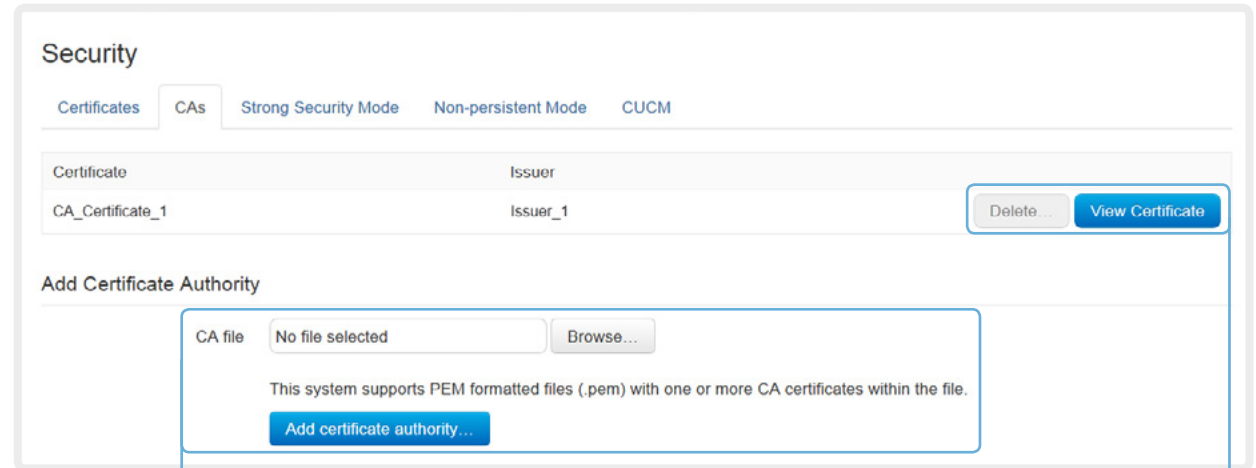 Security
Certificates CAs Strong Security Mode Non-persistent Mode CUCM
Certificate Issuer
CA_Certificate_1 Issuer_1 Delete... View Certificate
Add Certificate Authority
CA file No file selected Browse...
This system supports PEM formatted files (.pem) with one or more CA certificates within the file.
Add certificate authority...